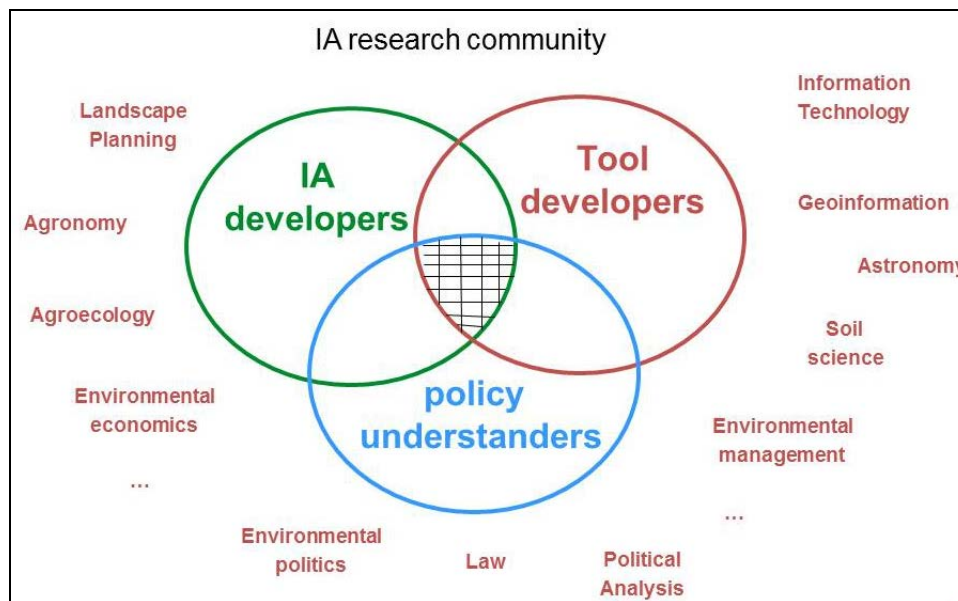 IA research community
Landscape
Planning
Information
Technology
IA
developers
Tool
developers
Agronomy
Geoinformation
Astronomy
Agroecology
Soil
science
Environmental
economics
policy
understanders
Environmental
management
...
...
Environmental
politics
Law
Political
Analysis